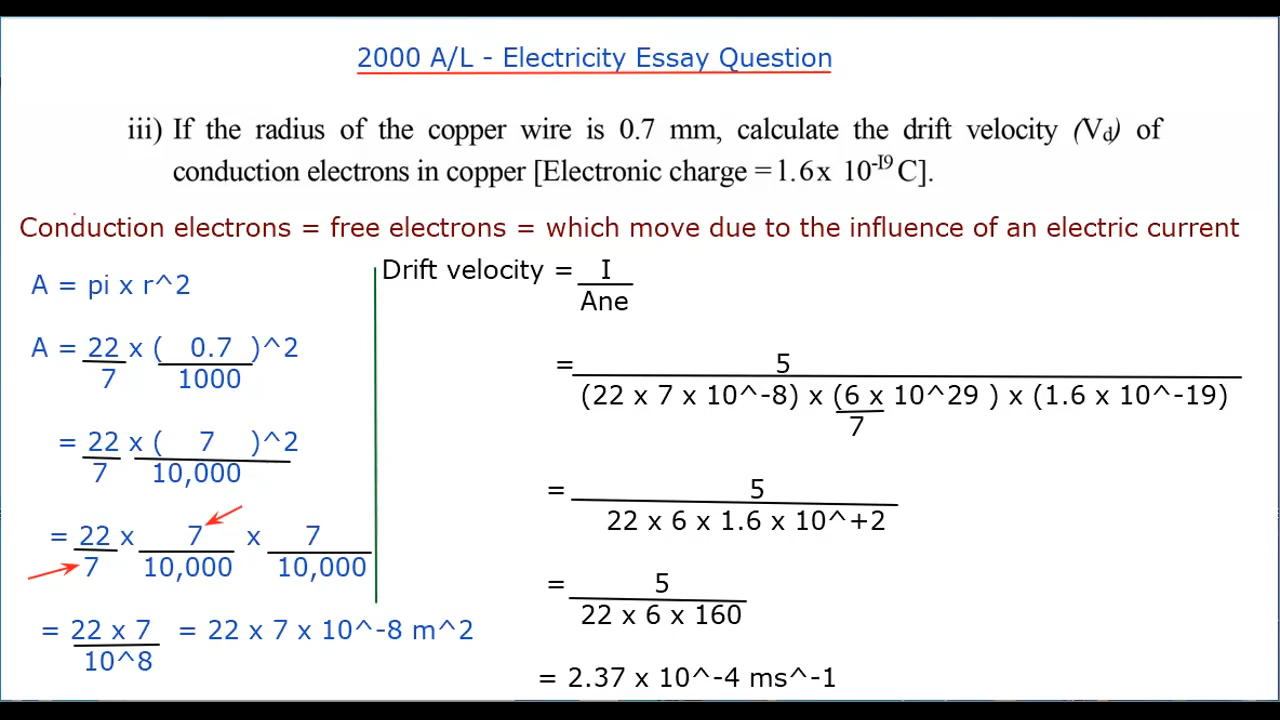 2000 A/L - Electricity Essay Question
iii) If the radius of the copper wire is 0.7 mm, calculate the drift velocity (Vd) of
conduction electrons in copper [Electronic charge = 1.6x 10^-19 C].
Conduction electrons = free electrons = which move due to the influence of an electric current
A = pi x r^2
A = 22 x ( 0.7 )^2
7 1000
= 22 x ( 7 )^2
7 10,000
= 22 x 7 x 7
7 10,000 10,000
= 22 x 7 = 22 x 7 x 10^-8 m^2
10^8
Drift velocity = I
Ane
= 5
(22 x 7 x 10^-8) x (6 x 10^29 ) x (1.6 x 10^-19)
7
= 5
22 x 6 x 1.6 x 10^+2
= 5
22 x 6 x 160
= 2.37 x 10^-4 ms^-1